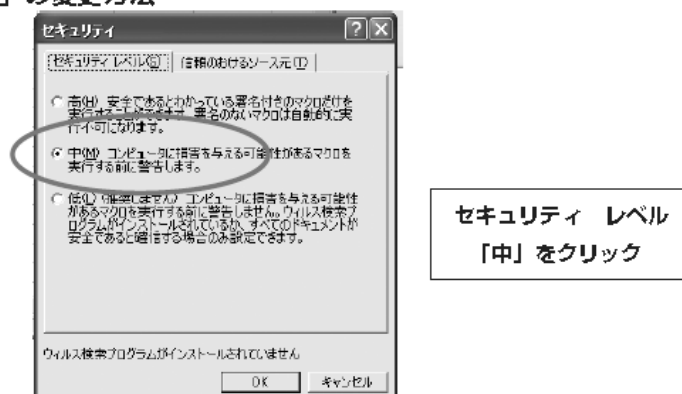 」の変更方法
セキュリティ
セキュリティ レベル(S)
信頼のおけるソース元(T)
高(H) 安全であるとわかっている署名付きのマクロだけを
実行することができます。署名のないマクロは自動的に実
行不可になります。
中(M) コンピュータに損害を与える可能性があるマクロを
実行する前に警告します。
低(L) (推奨しません) コンピュータに損害を与える可能性
があるマクロを実行する前に警告しません。ウィルス検索プ
ログラムがインストールされているか、すべてのドキュメントが
安全であると確信する場合のみ設定できます。
セキュリティ レベル
「中」をクリック
ウィルス検索プログラムがインストールされていません
OK
キャンセル